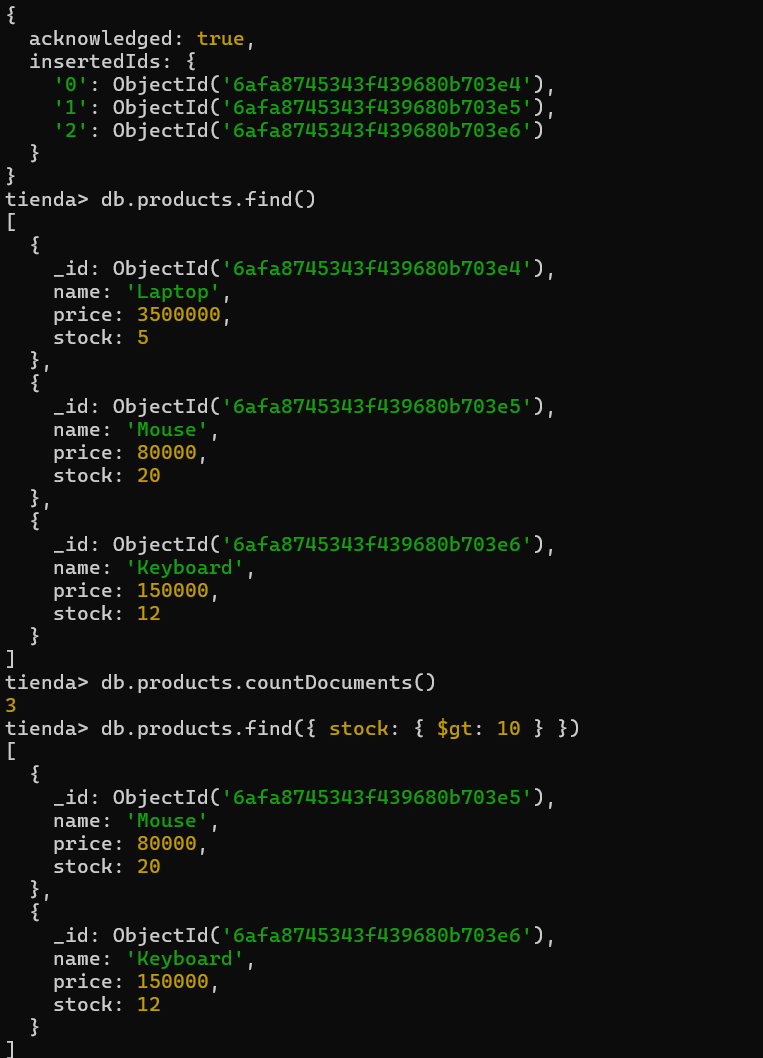 {
  acknowledged: true,
  insertedIds: {
    '0': ObjectId('6afa8745343f439680b703e4'),
    '1': ObjectId('6afa8745343f439680b703e5'),
    '2': ObjectId('6afa8745343f439680b703e6')
  }
}
tienda> db.products.find()
[
  {
    _id: ObjectId('6afa8745343f439680b703e4'),
    name: 'Laptop',
    price: 3500000,
    stock: 5
  },
  {
    _id: ObjectId('6afa8745343f439680b703e5'),
    name: 'Mouse',
    price: 80000,
    stock: 20
  },
  {
    _id: ObjectId('6afa8745343f439680b703e6'),
    name: 'Keyboard',
    price: 150000,
    stock: 12
  }
]
tienda> db.products.countDocuments()
3
tienda> db.products.find({ stock: { $gt: 10 } })
[
  {
    _id: ObjectId('6afa8745343f439680b703e5'),
    name: 'Mouse',
    price: 80000,
    stock: 20
  },
  {
    _id: ObjectId('6afa8745343f439680b703e6'),
    name: 'Keyboard',
    price: 150000,
    stock: 12
  }
]